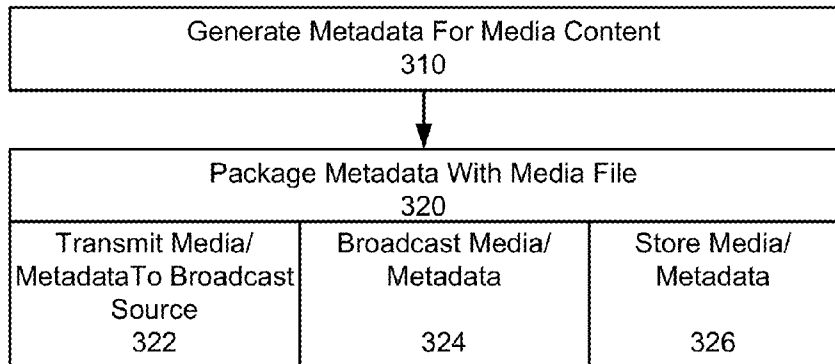 Generate Metadata For Media Content
310
Package Metadata With Media File
320
Transmit Media/
MetadataTo Broadcast
Source
322
Broadcast Media/
Metadata
324
Store Media/
Metadata
326